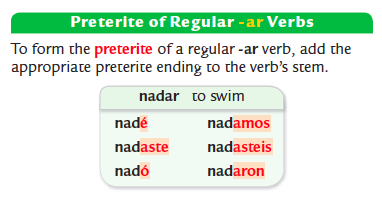 Preterite of Regular -ar Verbs
To form the preterite of a regular -ar verb, add the
appropriate preterite ending to the verb's stem.
nadar to swim
nadé nadamos
nadaste nadasteis
nadó nadaron